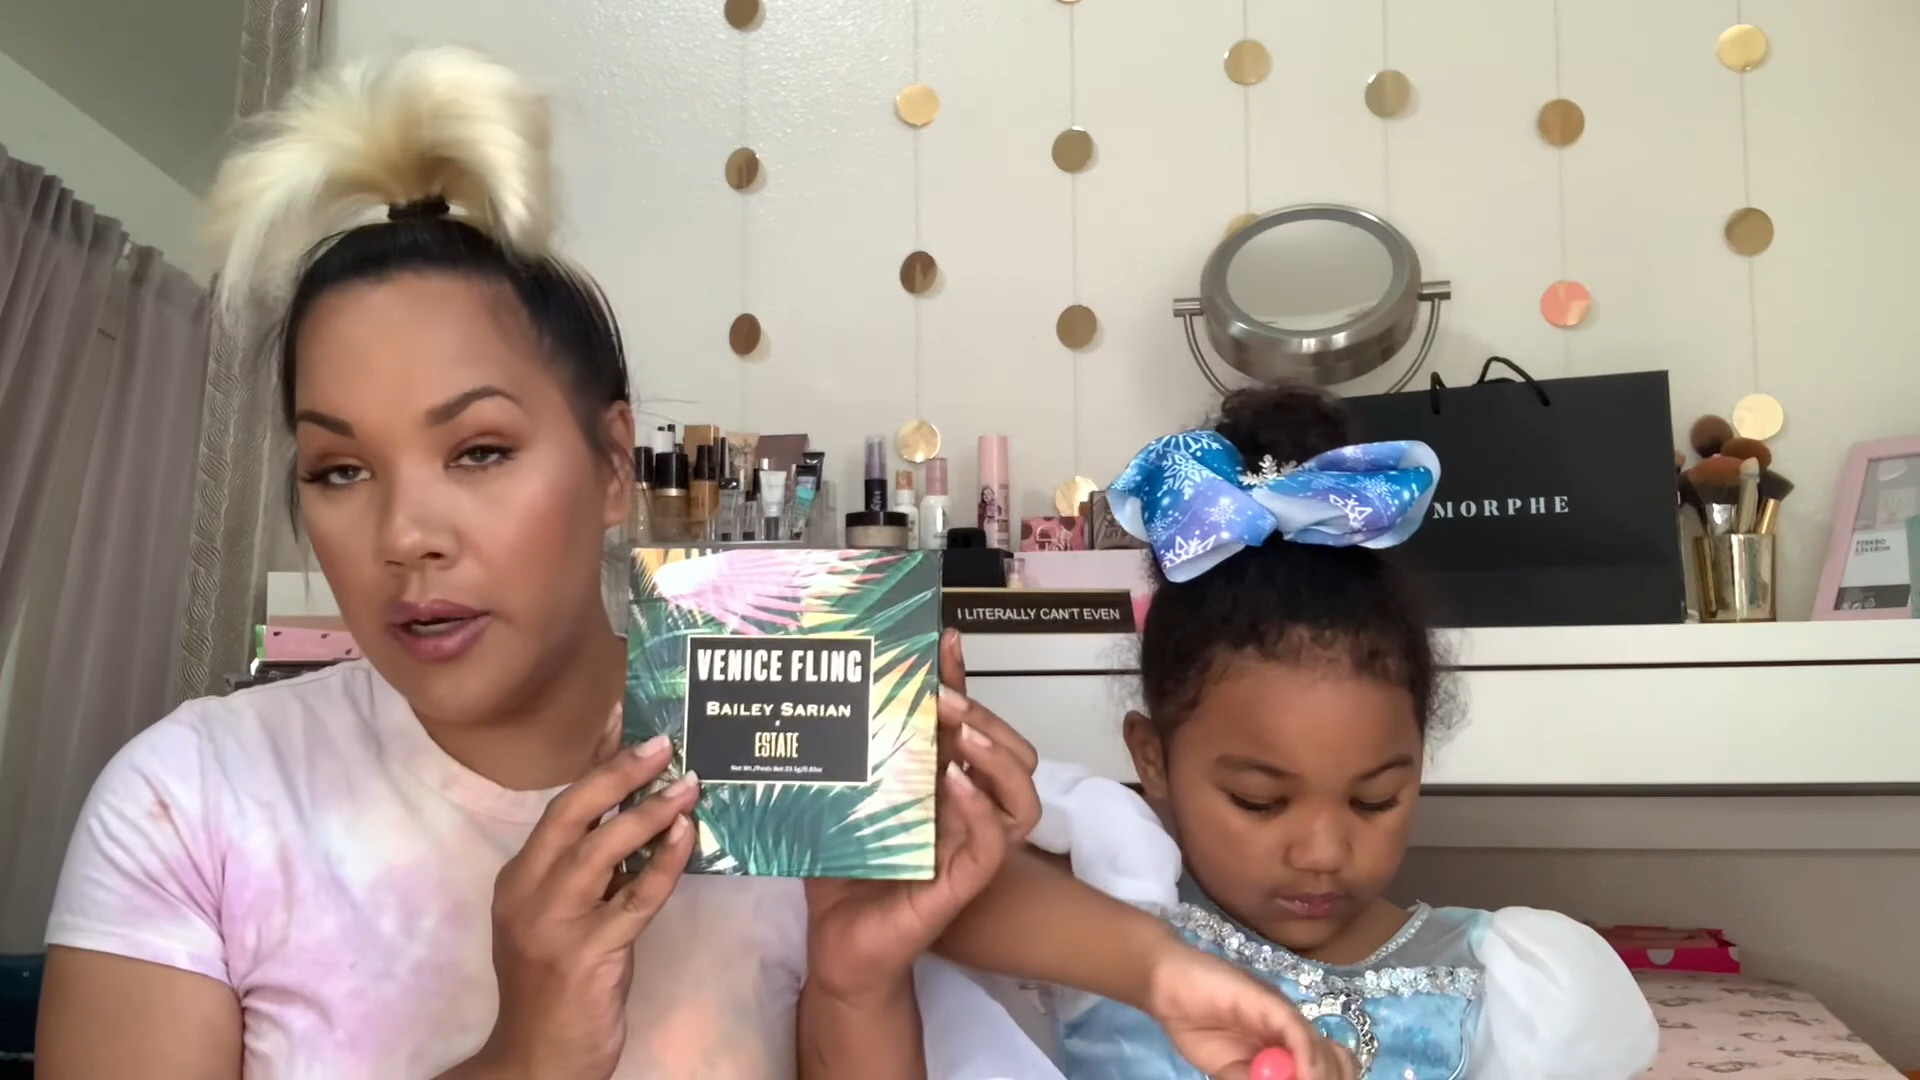 VENICE FLING
BAILEY SARIAN
x
ESTATE
I LITERALLY CAN'T EVEN
MORPHE